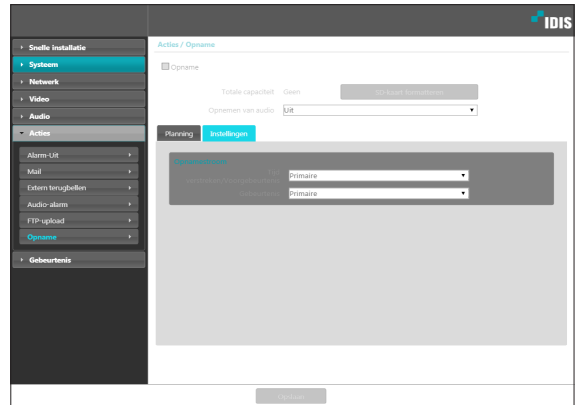 IDIS
Snelle installatie
Systeem
Netwerk
Video
Audio
Acties
Alarm-Uit
Mail
Extern terugbellen
Audio-alarm
FTP-upload
Opname
Gebeurtenis
Acties / Opname
Opname
Totale capaciteit Geen SD-kaart formatteren
Opnemen van audio Uit
Planning Instellingen
Primaire
Primaire
Opslaan